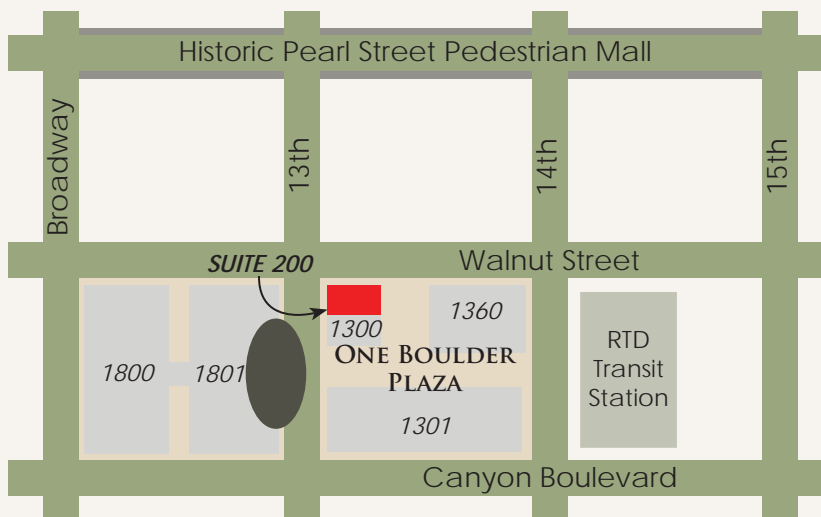 Historic Pearl Street Pedestrian Mall
Broadway
13th
14th
15th
Walnut Street
SUITE 200
1800
1801
1300
1360
ONE BOULDER
PLAZA
1301
RTD
Transit
Station
Canyon Boulevard